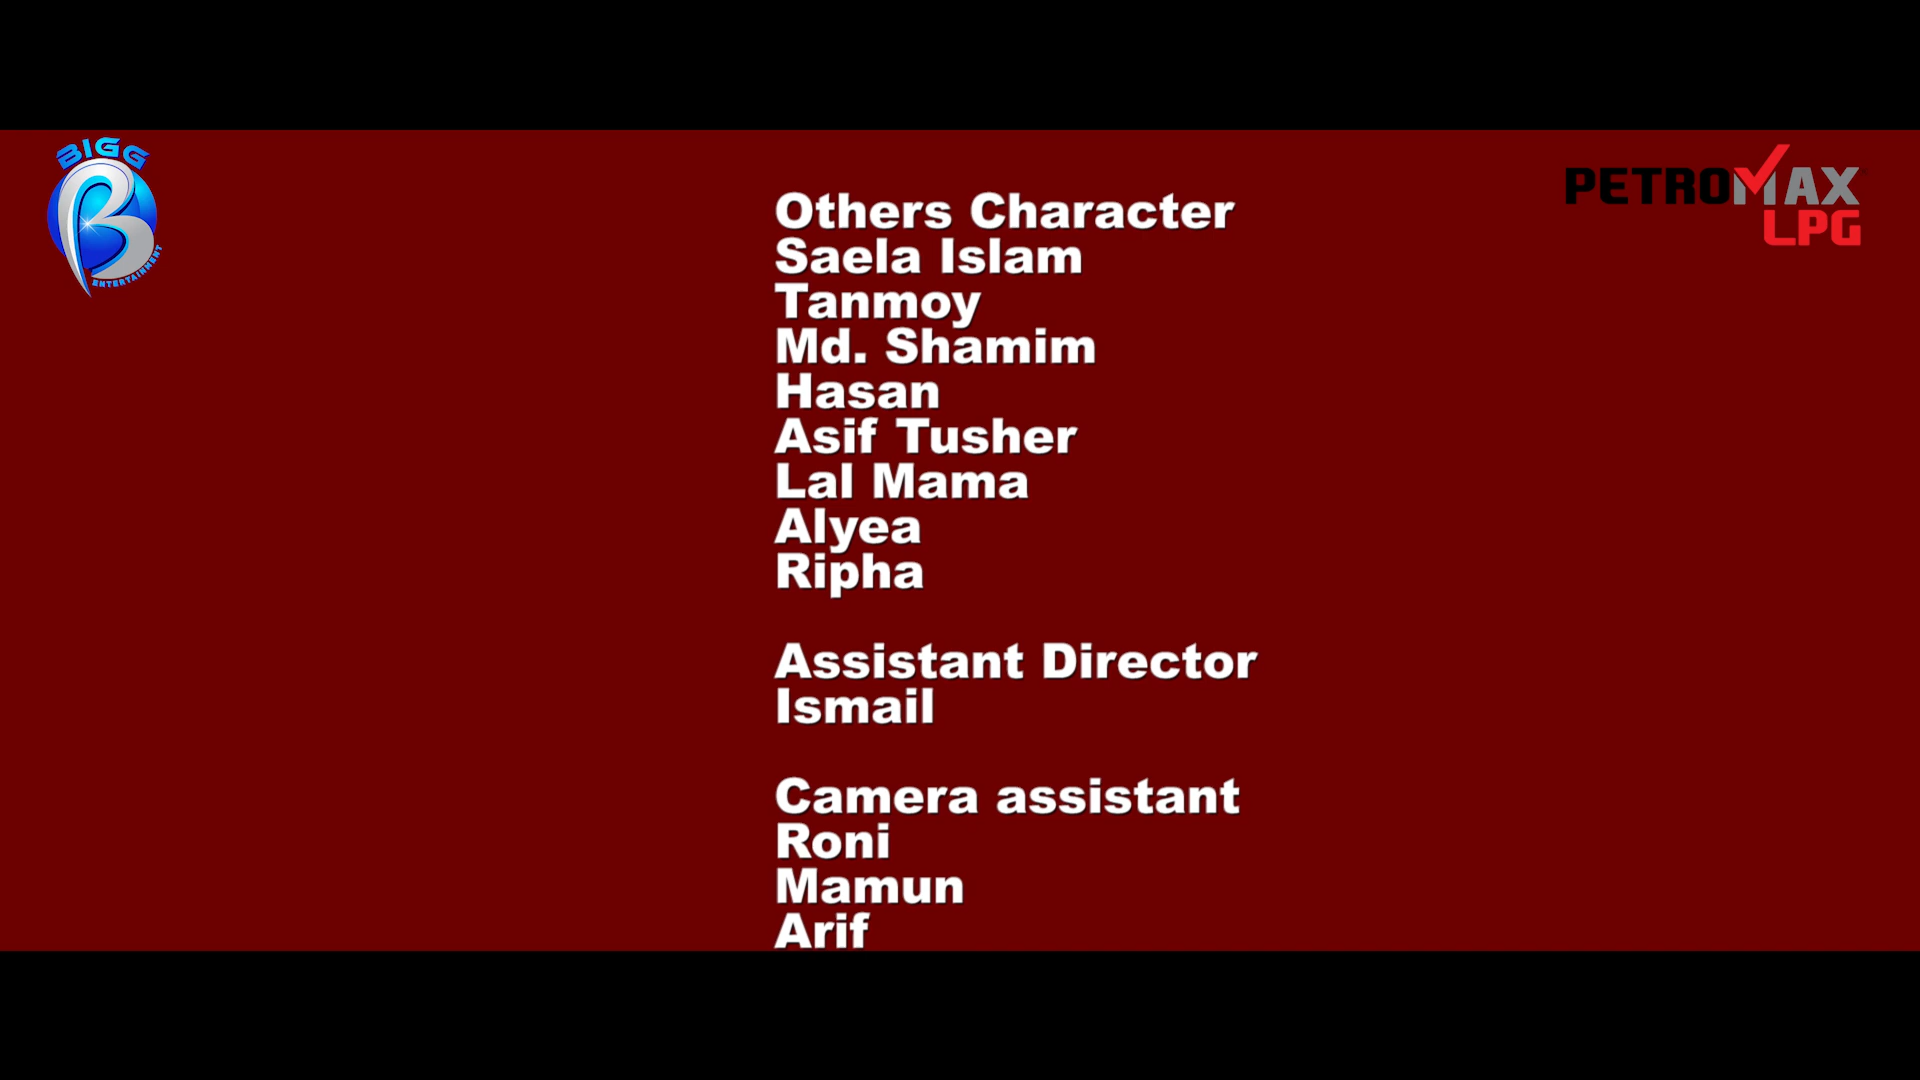 BIGG
B
ENTERTAINMENT
PETROMAX
LPG
Others Character
Saela Islam
Tanmoy
Md. Shamim
Hasan
Asif Tusher
Lal Mama
Alyea
Ripha
Assistant Director
Ismail
Camera assistant
Roni
Mamun
Arif